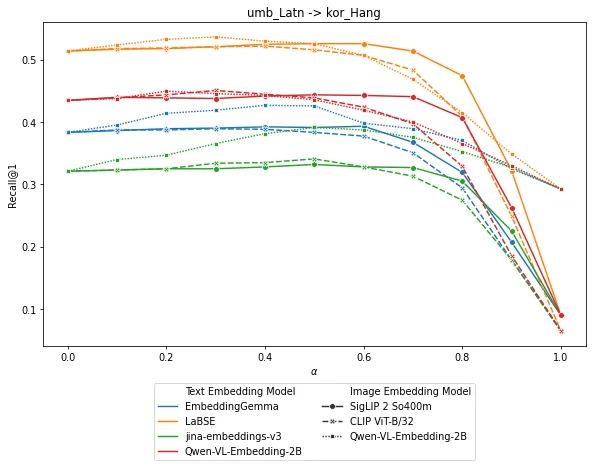 umb_Latn -> kor_Hang
Recall@1
0.5
0.4
0.3
0.2
0.1
0.0 0.2 0.4 0.6 0.8 1.0
α
Text Embedding Model
EmbeddingGemma
LaBSE
jina-embeddings-v3
Qwen-VL-Embedding-2B
Image Embedding Model
SigLIP 2 So400m
CLIP ViT-B/32
Qwen-VL-Embedding-2B